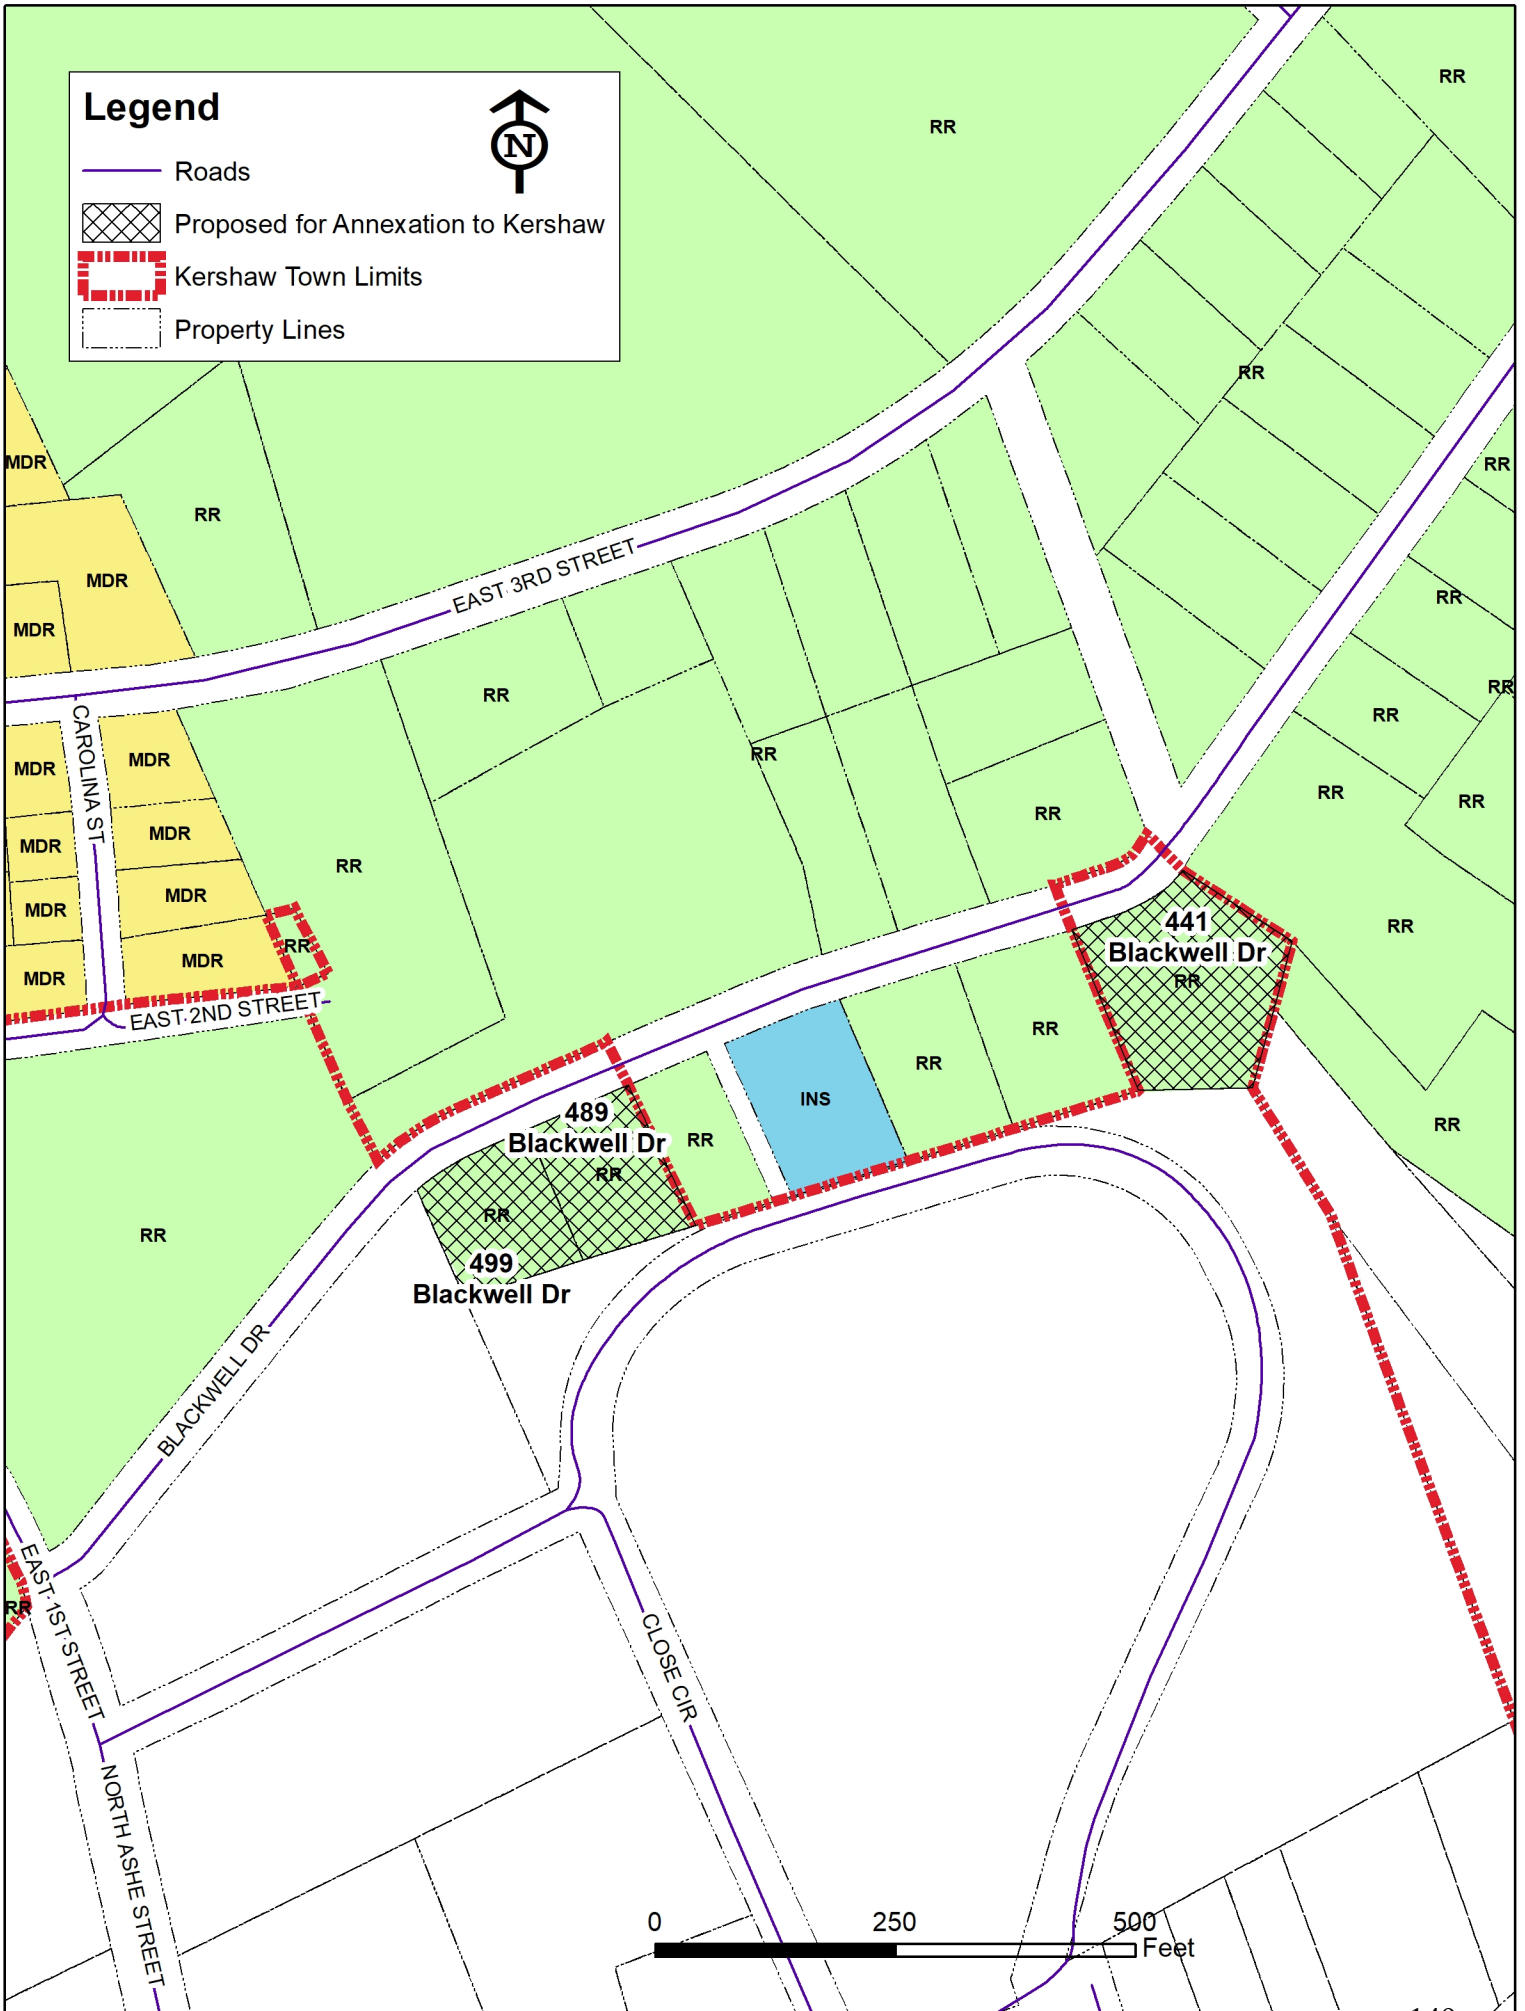 Legend
N
Roads
Proposed for Annexation to Kershaw
Kershaw Town Limits
Property Lines
RR
RR
RR
RR
MDR
RR
MDR
RR
MDR
EAST 3RD STREET
RR
RR
RR
CAROLINA ST
MDR
MDR
RR
RR
RR
RR
MDR
MDR
RR
MDR
MDR
441
Blackwell Dr
RR
RR
RR
MDR
MDR
EAST 2ND STREET
RR
RR
INS
489
Blackwell Dr
RR
RR
RR
RR
RR
499
Blackwell Dr
BLACKWELL DR
EAST 1ST STREET
RR
CLOSE CIR
NORTH ASHE STREET
0
250
500
Feet